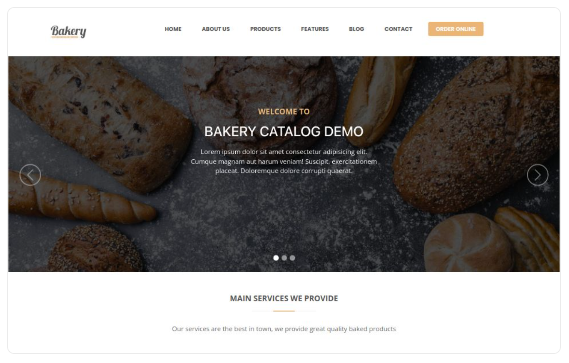 Bakery
HOME ABOUT US PRODUCTS FEATURES BLOG CONTACT ORDER ONLINE
WELCOME TO
BAKERY CATALOG DEMO
Lorem ipsum dolor sit amet consectetur adipisicing elit.
Cumque magnam aut harum veniam! Suscipit, exercitationem
placeat. Doloremque dolore corrupti quaerat.
MAIN SERVICES WE PROVIDE
Our services are the best in town, we provide great quality baked products